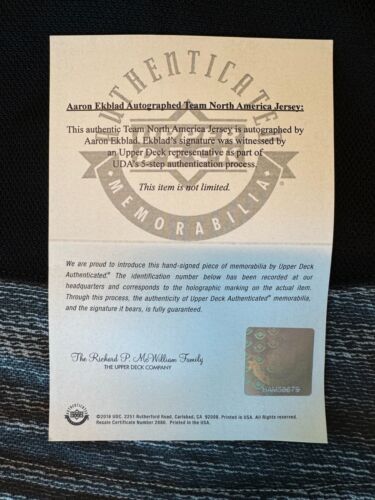 AUTHENTICATED
UPPER DECK
MEMORABILIA
Aaron Ekblad Autographed Team North America Jersey:
This authentic Team North America Jersey is autographed by
Aaron Ekblad. Ekblad's signature was witnessed by
an Upper Deck representative as part of
UDA's 5-step authentication process.
This item is not limited.
We are proud to introduce this hand-signed piece of memorabilia by Upper Deck
Authenticated.® The identification number below has been recorded at our
headquarters and corresponds to the holographic marking on the actual item.
Through this process, the authenticity of Upper Deck Authenticated® memorabilia,
and the signature it bears, is fully guaranteed.
The Richard P. McWilliam Family
THE UPPER DECK COMPANY
©2016 UDC. 2251 Rutherford Road, Carlsbad, CA 92008. Printed in USA. All Rights reserved.
Resale Certificate Number 2086. Printed in the USA.